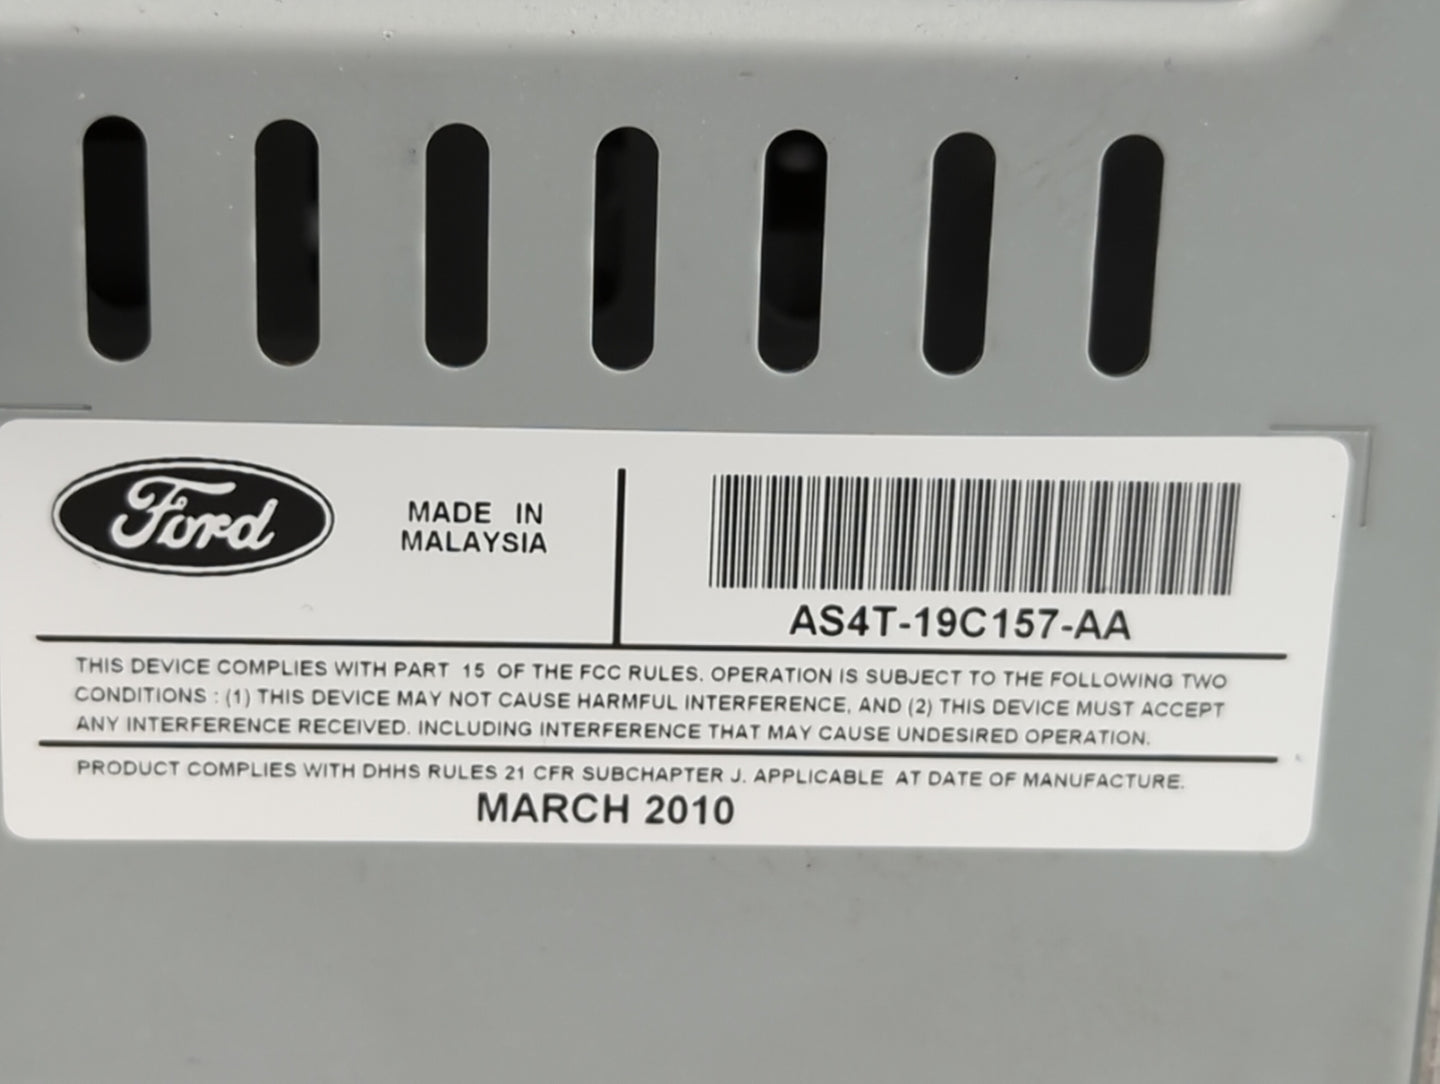 Ford
MADE IN
MALAYSIA
AS4T-19C157-AA
THIS DEVICE COMPLIES WITH PART 15 OF THE FCC RULES. OPERATION IS SUBJECT TO THE FOLLOWING TWO
CONDITIONS : (1) THIS DEVICE MAY NOT CAUSE HARMFUL INTERFERENCE, AND (2) THIS DEVICE MUST ACCEPT
ANY INTERFERENCE RECEIVED. INCLUDING INTERFERENCE THAT MAY CAUSE UNDESIRED OPERATION.
PRODUCT COMPLIES WITH DHHS RULES 21 CFR SUBCHAPTER J. APPLICABLE AT DATE OF MANUFACTURE.
MARCH 2010